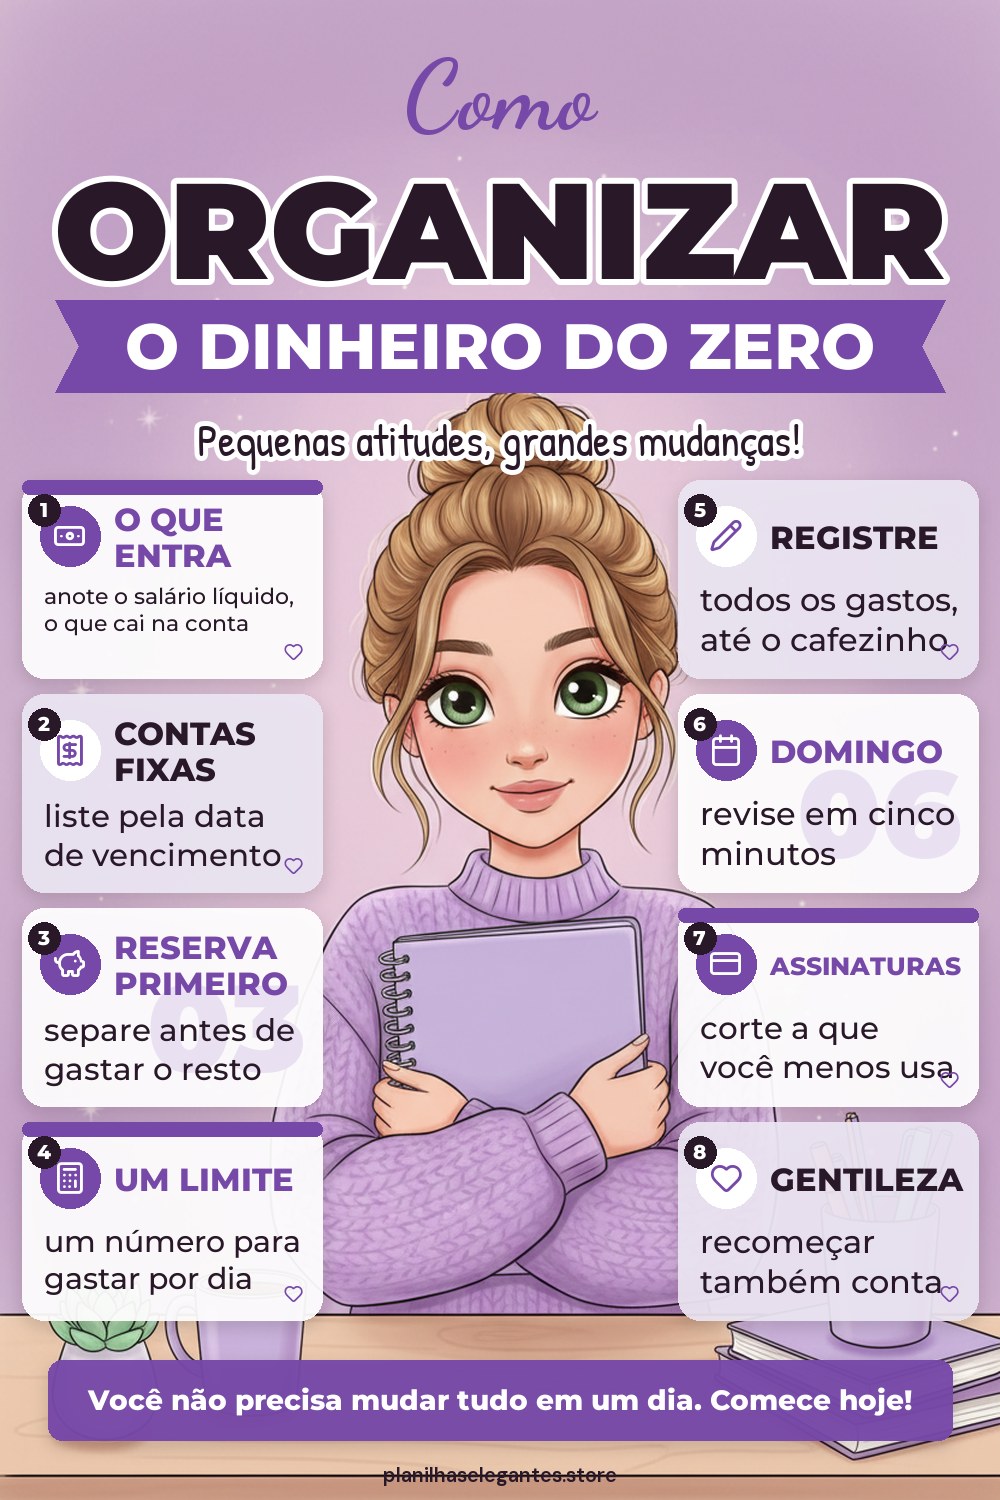 Como
ORGANIZAR
O DINHEIRO DO ZERO
Pequenas atitudes, grandes mudanças!
1
O QUE
ENTRA
anote o salário líquido,
o que cai na conta
2
CONTAS
FIXAS
liste pela data
de vencimento
3
RESERVA
PRIMEIRO
03
separe antes de
gastar o resto
4
UM LIMITE
um número para
gastar por dia
5
REGISTRE
todos os gastos,
até o cafezinho
6
DOMINGO
06
revise em cinco
minutos
7
ASSINATURAS
corte a que
você menos usa
8
GENTILEZA
recomeçar
também conta
Você não precisa mudar tudo em um dia. Comece hoje!
planilhaselegantes.store